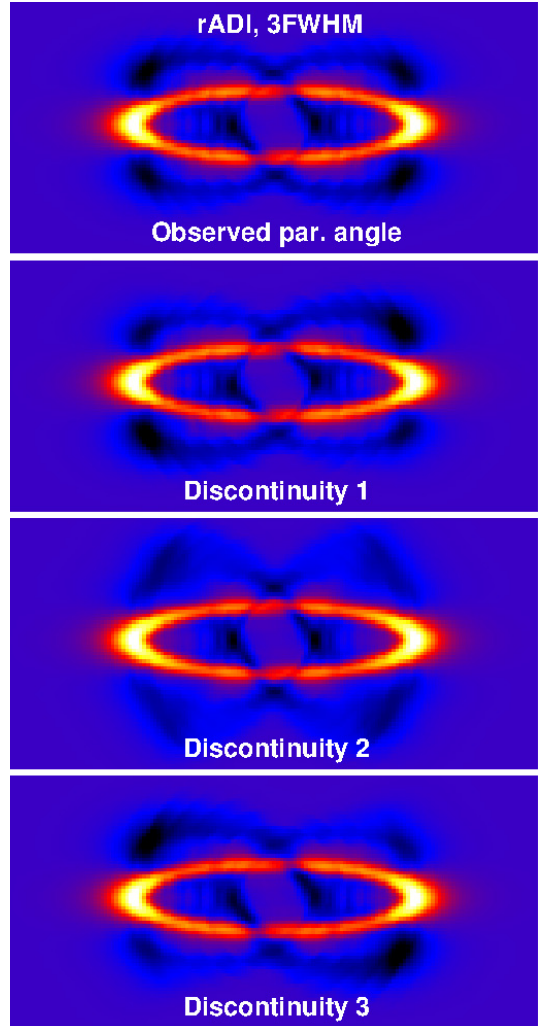 rADI, 3FWHM
Observed par. angle
Discontinuity 1
Discontinuity 2
Discontinuity 3